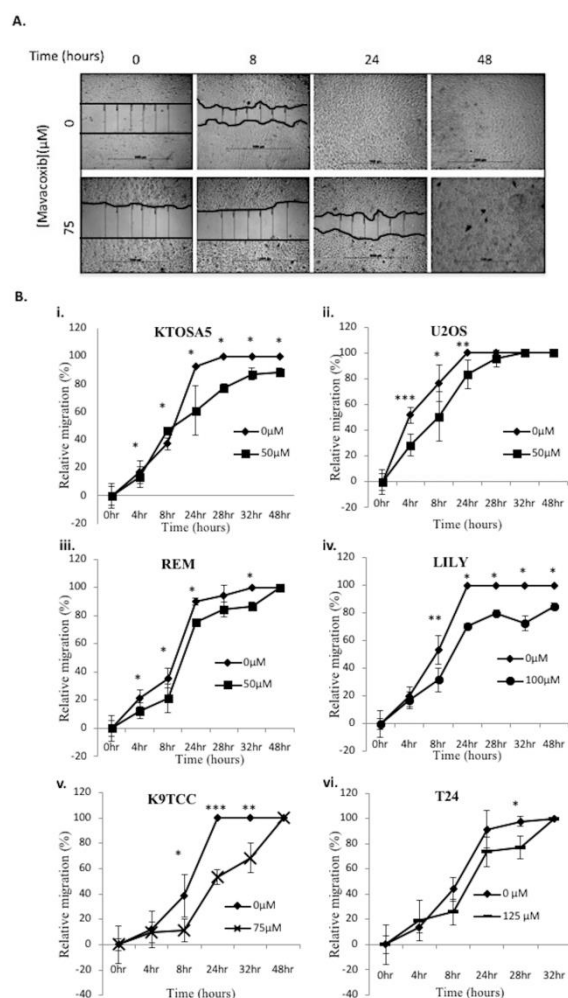 A.
Time (hours) 0 8 24 48
[Mavacoxib](μM)
0
75
B.
i.
KTOSA5
Relative migration (%)
120
100
80
60
40
20
0
-20
* * * * * * *
0μM
50μM
0hr 4hr 8hr 24hr 28hr 32hr 48hr
Time (hours)
ii.
U2OS
Relative migration (%)
120
100
80
60
40
20
0
-20
*** * **
0μM
50μM
0hr 4hr 8hr 24hr 28hr 32hr 48hr
Time (hours)
iii.
REM
Relative migration (%)
120
100
80
60
40
20
0
-20
* * * *
0μM
50μM
0hr 4hr 8hr 24hr 28hr 32hr 48hr
Time (hours)
iv.
LILY
Relative migration (%)
120
100
80
60
40
20
0
-20
** * * * *
0μM
100μM
0hr 4hr 8hr 24hr 28hr 32hr 48hr
Time (hours)
v.
K9TCC
Relative migration (%)
120
100
80
60
40
20
0
-20
* *** **
0μM
75μM
0hr 4hr 8hr 24hr 32hr 48hr
Time (hours)
vi.
T24
Relative migration (%)
120
100
80
60
40
20
0
-20
*
0 μM
125 μM
0hr 4hr 8hr 24hr 28hr 32hr
Time (hours)